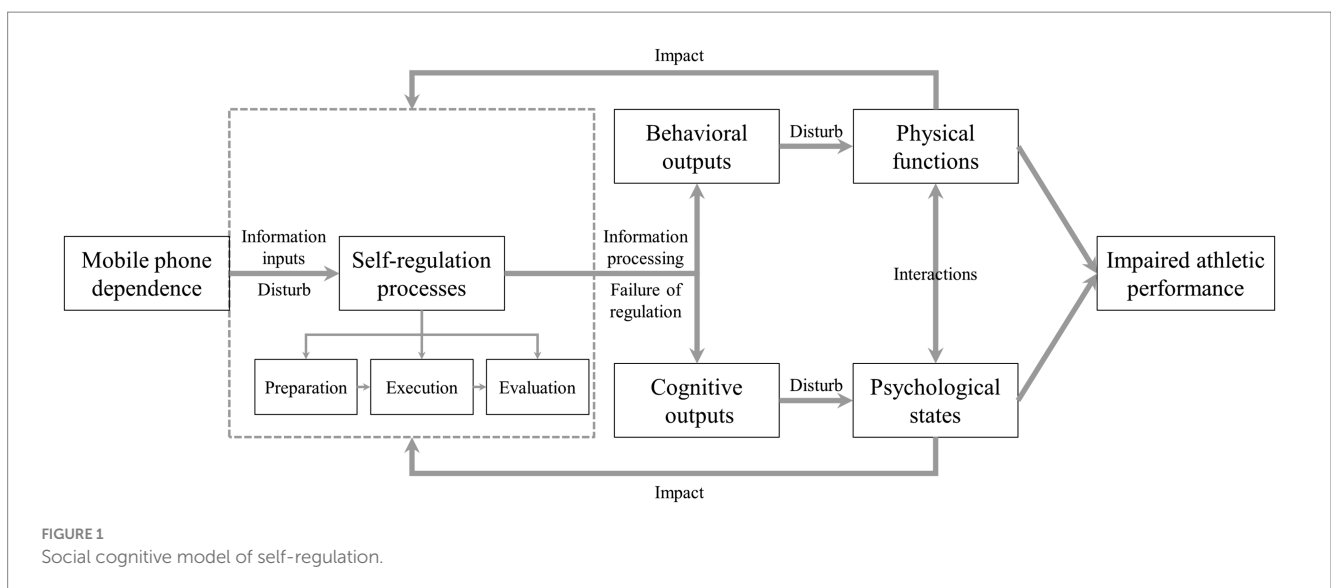 Impact
Behavioral
outputs
Disturb
Physical
functions
Mobile phone
dependence
Information
inputs
Disturb
Self-regulation
processes
Information
processing
Failure of
regulation
Interactions
Impaired athletic
performance
Preparation
Execution
Evaluation
Cognitive
outputs
Disturb
Psychological
states
Impact
FIGURE 1
Social cognitive model of self-regulation.